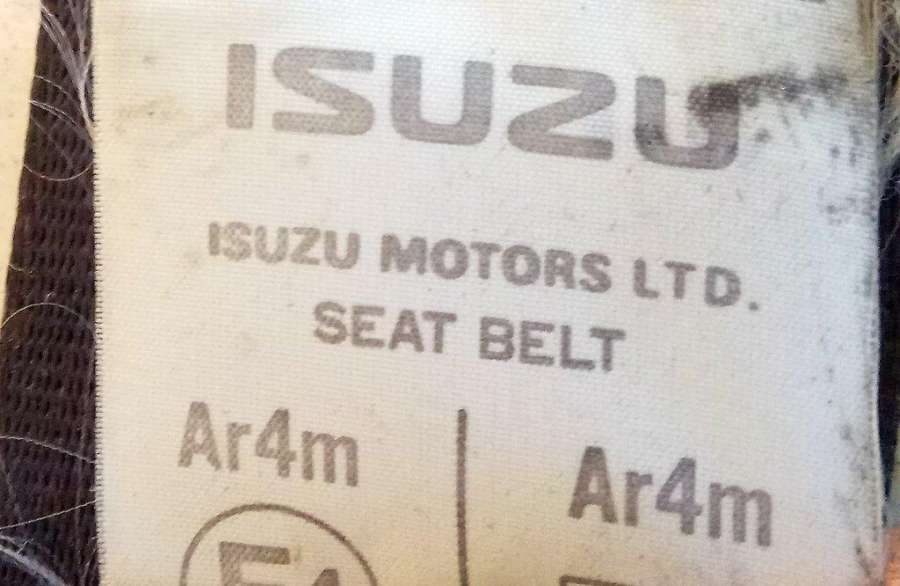 ISUZU
ISUZU MOTORS LTD.
SEAT BELT
Ar4m Ar4m